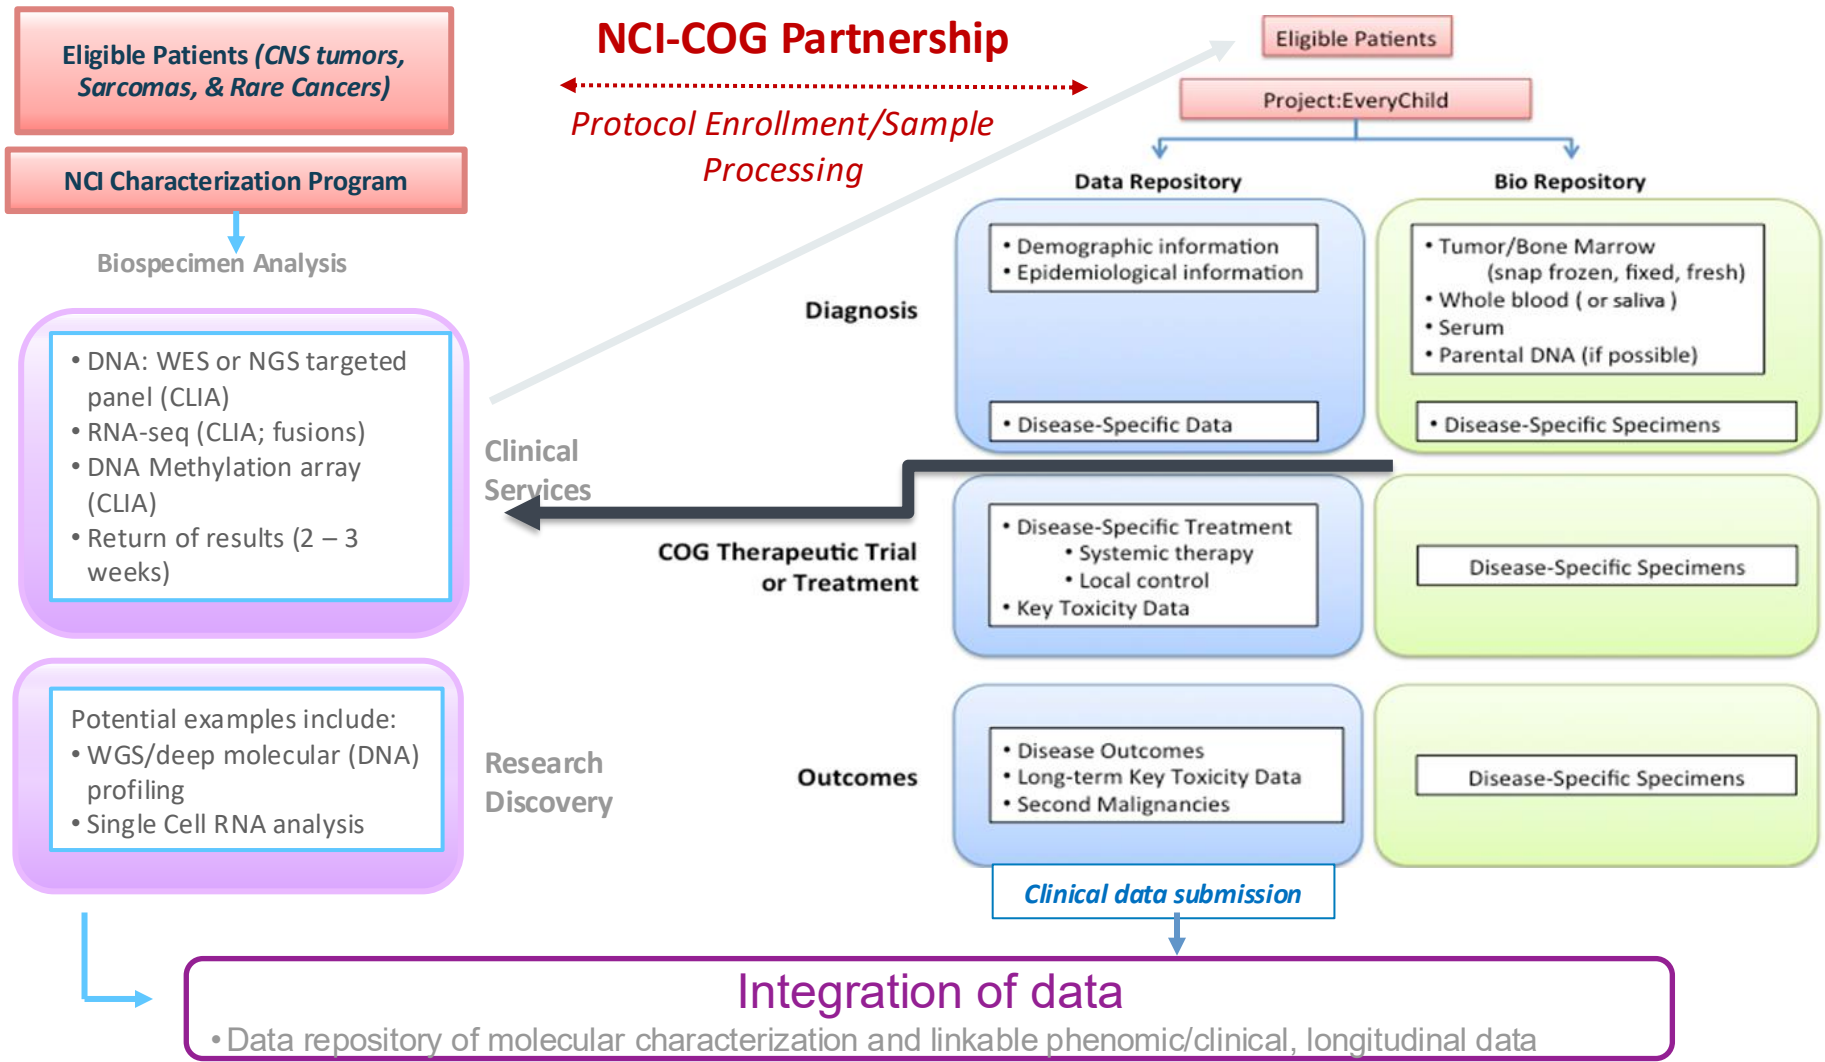 Eligible Patients (CNS tumors,
Sarcomas, & Rare Cancers)
NCI Characterization Program
Biospecimen Analysis
• DNA: WES or NGS targeted
panel (CLIA)
• RNA-seq (CLIA; fusions)
• DNA Methylation array
(CLIA)
• Return of results (2 – 3
weeks)
Clinical
Services
Potential examples include:
• WGS/deep molecular (DNA)
profiling
• Single Cell RNA analysis
Research
Discovery
NCI-COG Partnership
Protocol Enrollment/Sample
Processing
Eligible Patients
Project:EveryChild
Data Repository
Bio Repository
Diagnosis
• Demographic information
• Epidemiological information
• Disease-Specific Data
• Tumor/Bone Marrow
(snap frozen, fixed, fresh)
• Whole blood ( or saliva )
• Serum
• Parental DNA (if possible)
• Disease-Specific Specimens
COG Therapeutic Trial
or Treatment
• Disease-Specific Treatment
• Systemic therapy
• Local control
• Key Toxicity Data
Disease-Specific Specimens
Outcomes
• Disease Outcomes
• Long-term Key Toxicity Data
• Second Malignancies
Disease-Specific Specimens
Clinical data submission
Integration of data
• Data repository of molecular characterization and linkable phenomic/clinical, longitudinal data